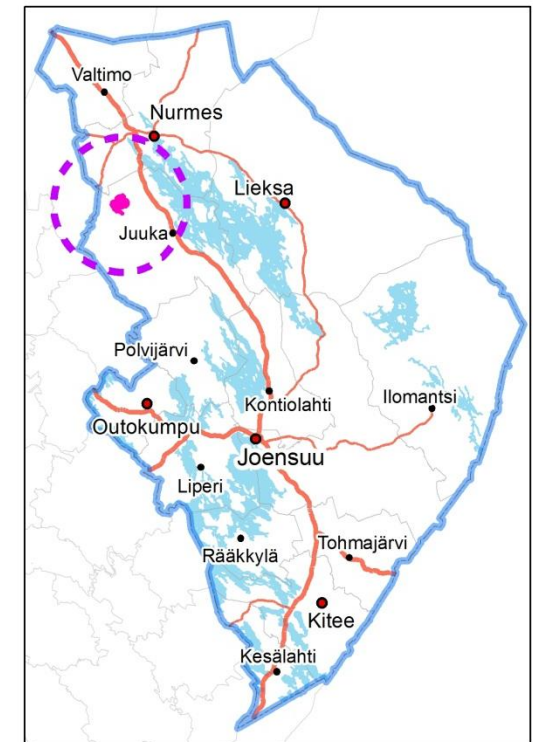 Valtimo
Nurmes
Lieksa
Juuka
Polvijärvi
Kontiolahti
Ilomantsi
Outokumpu
Joensuu
Liperi
Rääkkylä
Tohmajärvi
Kitee
Kesälahti